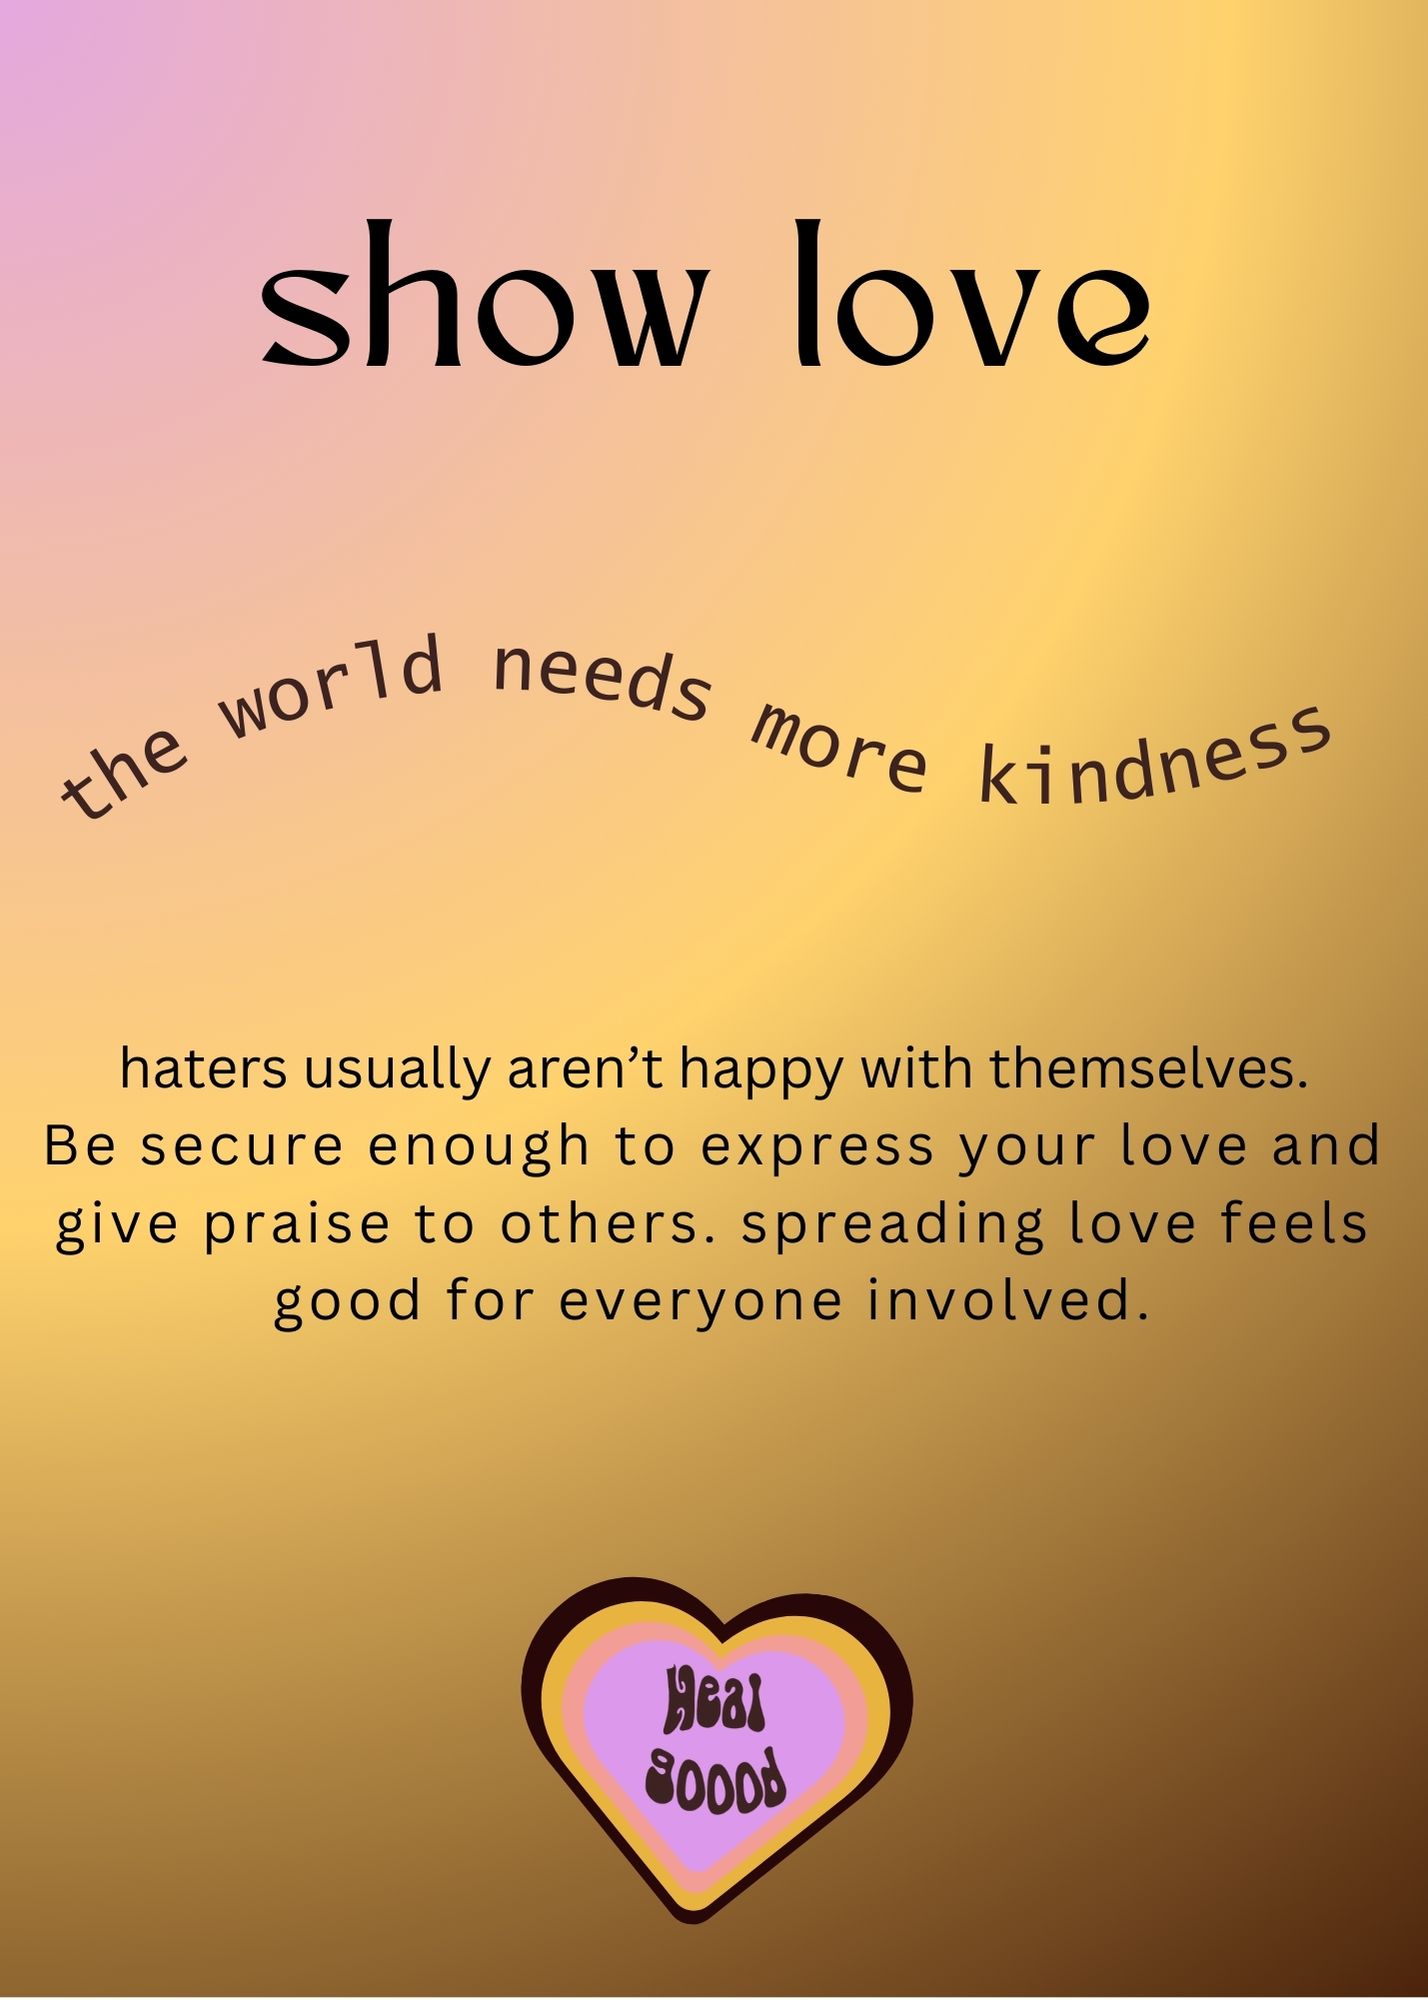 show love
the world needs more kindness
haters usually aren’t happy with themselves.
Be secure enough to express your love and
give praise to others. spreading love feels
good for everyone involved.
Heal
goood